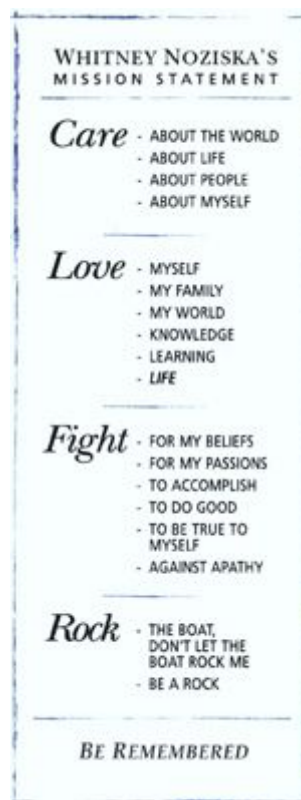 WHITNEY NOZISKA'S
MISSION STATEMENT
Care - ABOUT THE WORLD
- ABOUT LIFE
- ABOUT PEOPLE
- ABOUT MYSELF
Love - MYSELF
- MY FAMILY
- MY WORLD
- KNOWLEDGE
- LEARNING
- LIFE
Fight - FOR MY BELIEFS
- FOR MY PASSIONS
- TO ACCOMPLISH
- TO DO GOOD
- TO BE TRUE TO
MYSELF
- AGAINST APATHY
Rock - THE BOAT,
DON'T LET THE
BOAT ROCK ME
- BE A ROCK
BE REMEMBERED